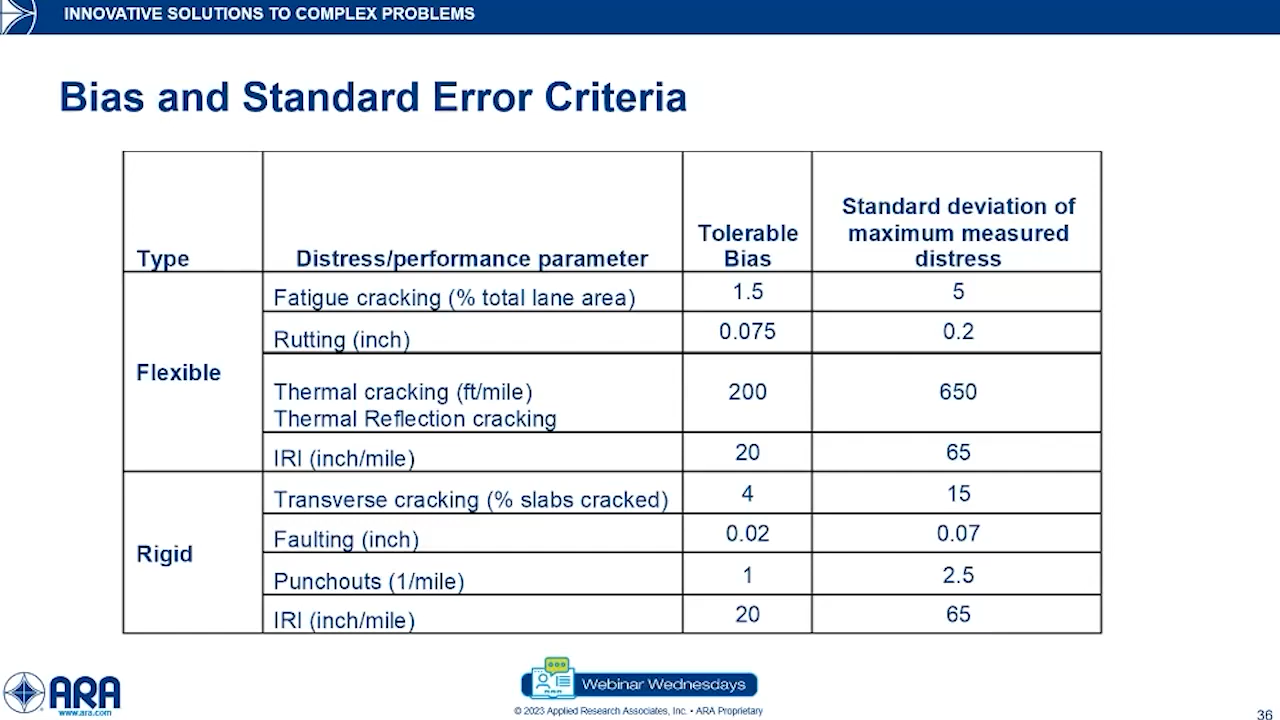 INNOVATIVE SOLUTIONS TO COMPLEX PROBLEMS
Bias and Standard Error Criteria
Type
Distress/performance parameter
Tolerable
Bias
Standard deviation of
maximum measured
distress
Flexible
Fatigue cracking (% total lane area)
1.5
5
Rutting (inch)
0.075
0.2
Thermal cracking (ft/mile)
Thermal Reflection cracking
200
650
IRI (inch/mile)
20
65
Rigid
Transverse cracking (% slabs cracked)
4
15
Faulting (inch)
0.02
0.07
Punchouts (1/mile)
1
2.5
IRI (inch/mile)
20
65
ARA
www.ara.com
Webinar Wednesdays
© 2023 Applied Research Associates, Inc. • ARA Proprietary
36